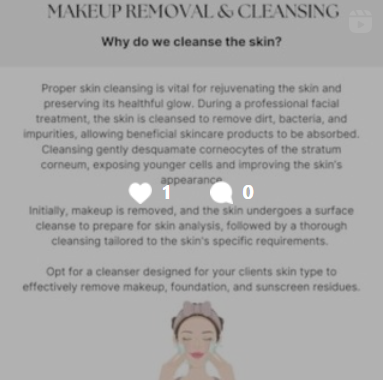 MAKEUP REMOVAL & CLEANSING
Why do we cleanse the skin?
Proper skin cleansing is vital for rejuvenating the skin and
preserving its healthful glow. During a professional facial
treatment, the skin is cleansed to remove dirt, bacteria, and
impurities, allowing beneficial skincare products to be absorbed.
Cleansing gently desquamate corneocytes of the stratum
corneum, exposing younger cells and improving the skin's
appearance
1 0
Initially, makeup is removed, and the skin undergoes a surface
cleanse to prepare for skin analysis, followed by a thorough
cleansing tailored to the skin's specific requirements.
Opt for a cleanser designed for your clients skin type to
effectively remove makeup, foundation, and sunscreen residues.